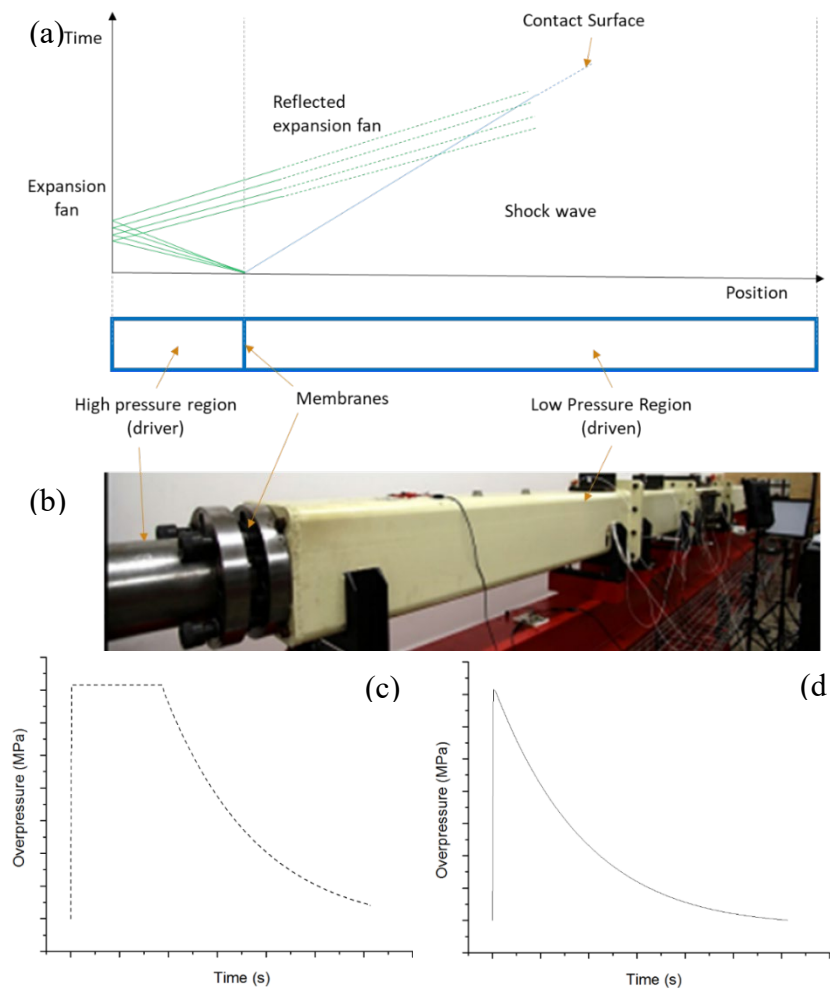 (a)
Time
Contact Surface
Reflected
expansion fan
Expansion
fan
Shock wave
Position
High pressure region
(driver)
Membranes
Low Pressure Region
(driven)
(b)
(c)
(d
Overpressure (MPa)
Time (s)
Overpressure (MPa)
Time (s)